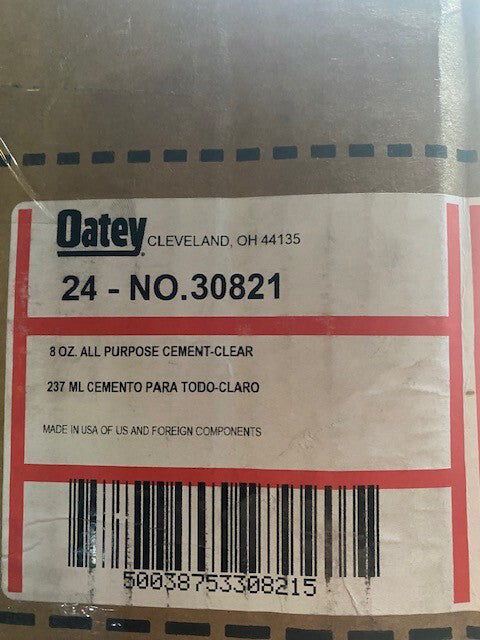 Oatey CLEVELAND, OH 44135
24 - NO.30821
8 OZ. ALL PURPOSE CEMENT-CLEAR
237 ML CEMENTO PARA TODO-CLARO
MADE IN USA OF US AND FOREIGN COMPONENTS
50038753308215